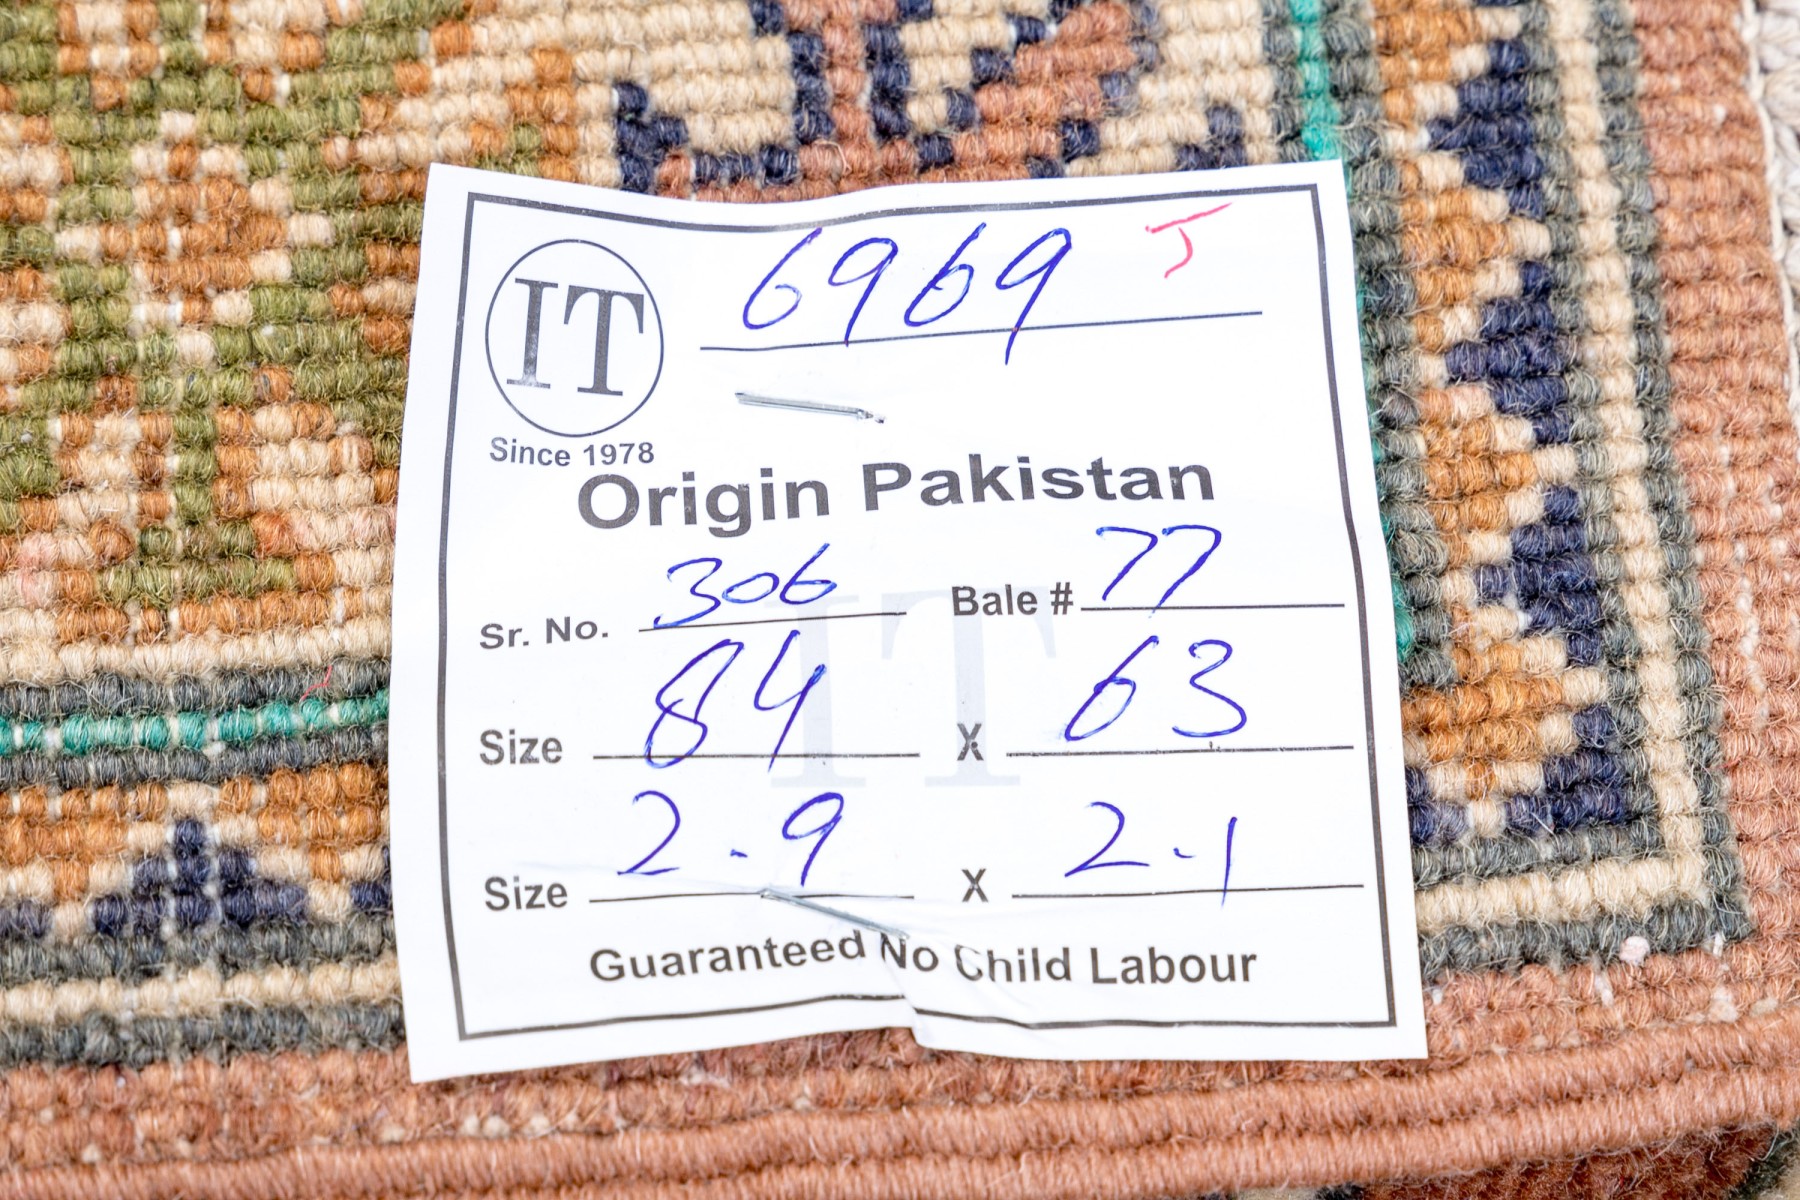 IT 6969 J
Since 1978
Origin Pakistan
Sr. No. 306 Bale # 77
Size 84 X 63
Size 2.9 X 2.1
Guaranteed No Child Labour